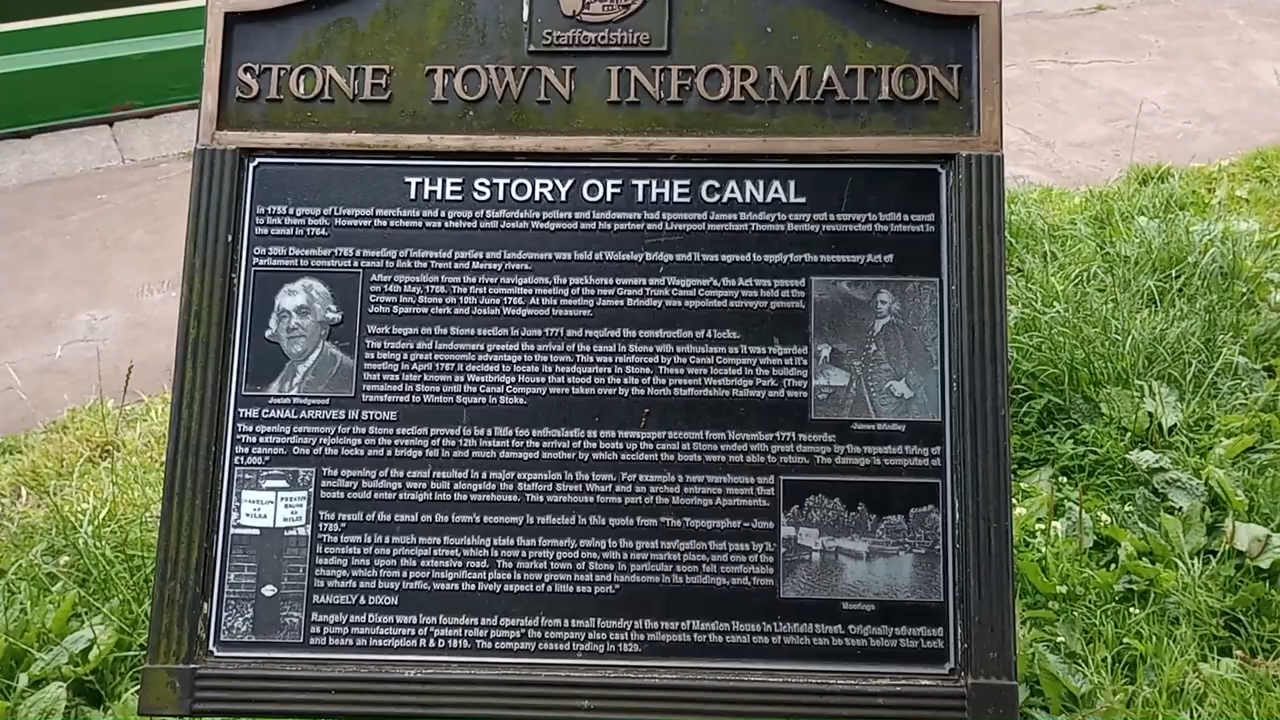 Staffordshire
STONE TOWN INFORMATION
THE STORY OF THE CANAL
In 1755 a group of Liverpool merchants and a group of Staffordshire potters and landowners had sponsored James Brindley to carry out a survey to build a canal
to link them both. However the scheme was shelved until Josiah Wedgwood and his partner and Liverpool merchant Thomas Bentley resurrected the interest in
the canal in 1764.
On 30th December 1765 a meeting of interested parties and landowners was held at Wolseley Bridge and it was agreed to apply for the necessary Act of
Parliament to construct a canal to link the Trent and Mersey rivers.
After opposition from the river navigations, the packhorse owners and Waggoner's, the Act was passed
on 14th May, 1766. The first committee meeting of the new Grand Trunk Canal Company was held at the
Crown Inn, Stone on 10th June 1766. At this meeting James Brindley was appointed surveyor general,
John Sparrow clerk and Josiah Wedgwood treasurer.
Work began on the Stone section in June 1771 and required the construction of 4 locks.
The traders and landowners greeted the arrival of the canal in Stone with enthusiasm as it was regarded
as being a great economic advantage to the town. This was reinforced by the Canal Company when at it's
meeting in April 1767 it decided to locate its headquarters in Stone. These were located in the building
that was later known as Westbridge House that stood on the site of the present Westbridge Park. (They
remained in Stone until the Canal Company were taken over by the North Staffordshire Railway and were
transferred to Winton Square in Stoke.
Josiah Wedgwood
James Brindley
THE CANAL ARRIVES IN STONE
The opening ceremony for the Stone section proved to be a little too enthusiastic as one newspaper account from November 1771 records:
"The extraordinary rejoicings on the evening of the 12th instant for the arrival of the boats up the canal at Stone ended with great damage by the repeated firing of
the cannon. One of the locks and a bridge fell in and much damaged another by which accident the boats were not able to return. The damage is computed at
£1,000."
The opening of the canal resulted in a major expansion in the town. For example a new warehouse and
ancillary buildings were built alongside the Stafford Street Wharf and an arched entrance meant that
boats could enter straight into the warehouse. This warehouse forms part of the Moorings Apartments.
The result of the canal on the town's economy is reflected in this quote from "The Topographer – June
1789."
"The town is in a much more flourishing state than formerly, owing to the great navigation that pass by it.
It consists of one principal street, which is now a pretty good one, with a new market place, and one of the
leading inns upon this extensive road. The market town of Stone in particular soon felt comfortable
change, which from a poor insignificant place is now grown neat and handsome in its buildings, and, from
its wharfs and busy traffic, wears the lively aspect of a little sea port."
Moorings
RANGELY & DIXON
Rangely and Dixon were iron founders and operated from a small foundry at the rear of Mansion House in Lichfield Street. Originally advertised
as pump manufacturers of "patent roller pumps" the company also cast the mileposts for the canal one of which can be seen below Star Lock
and bears an inscription R & D 1819. The company ceased trading in 1829.